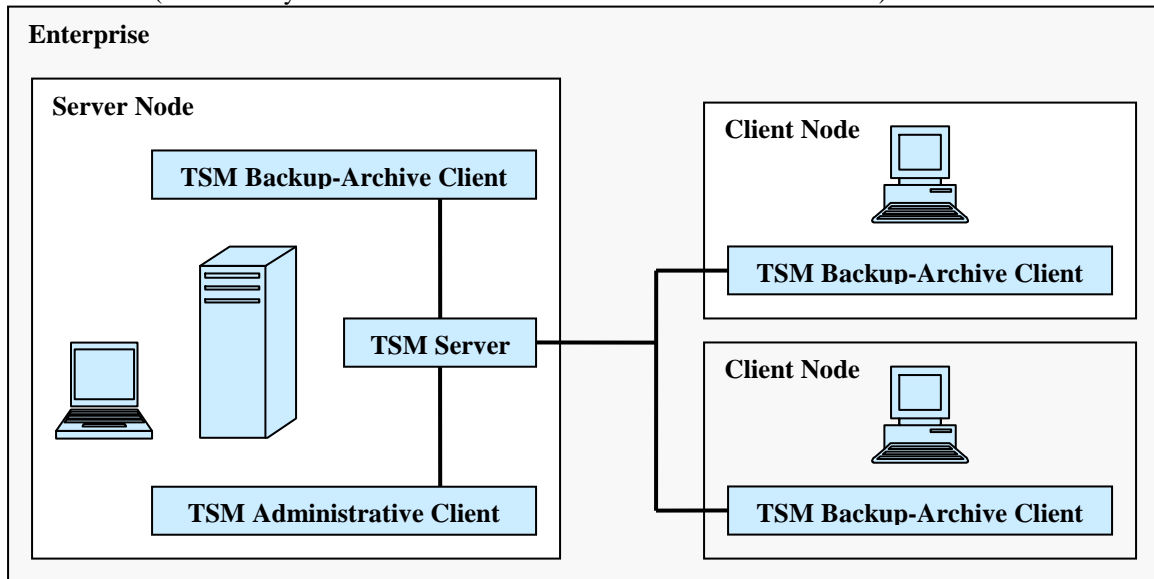 Enterprise
Server Node
TSM Backup-Archive Client
TSM Server
TSM Administrative Client
Client Node
TSM Backup-Archive Client
Client Node
TSM Backup-Archive Client